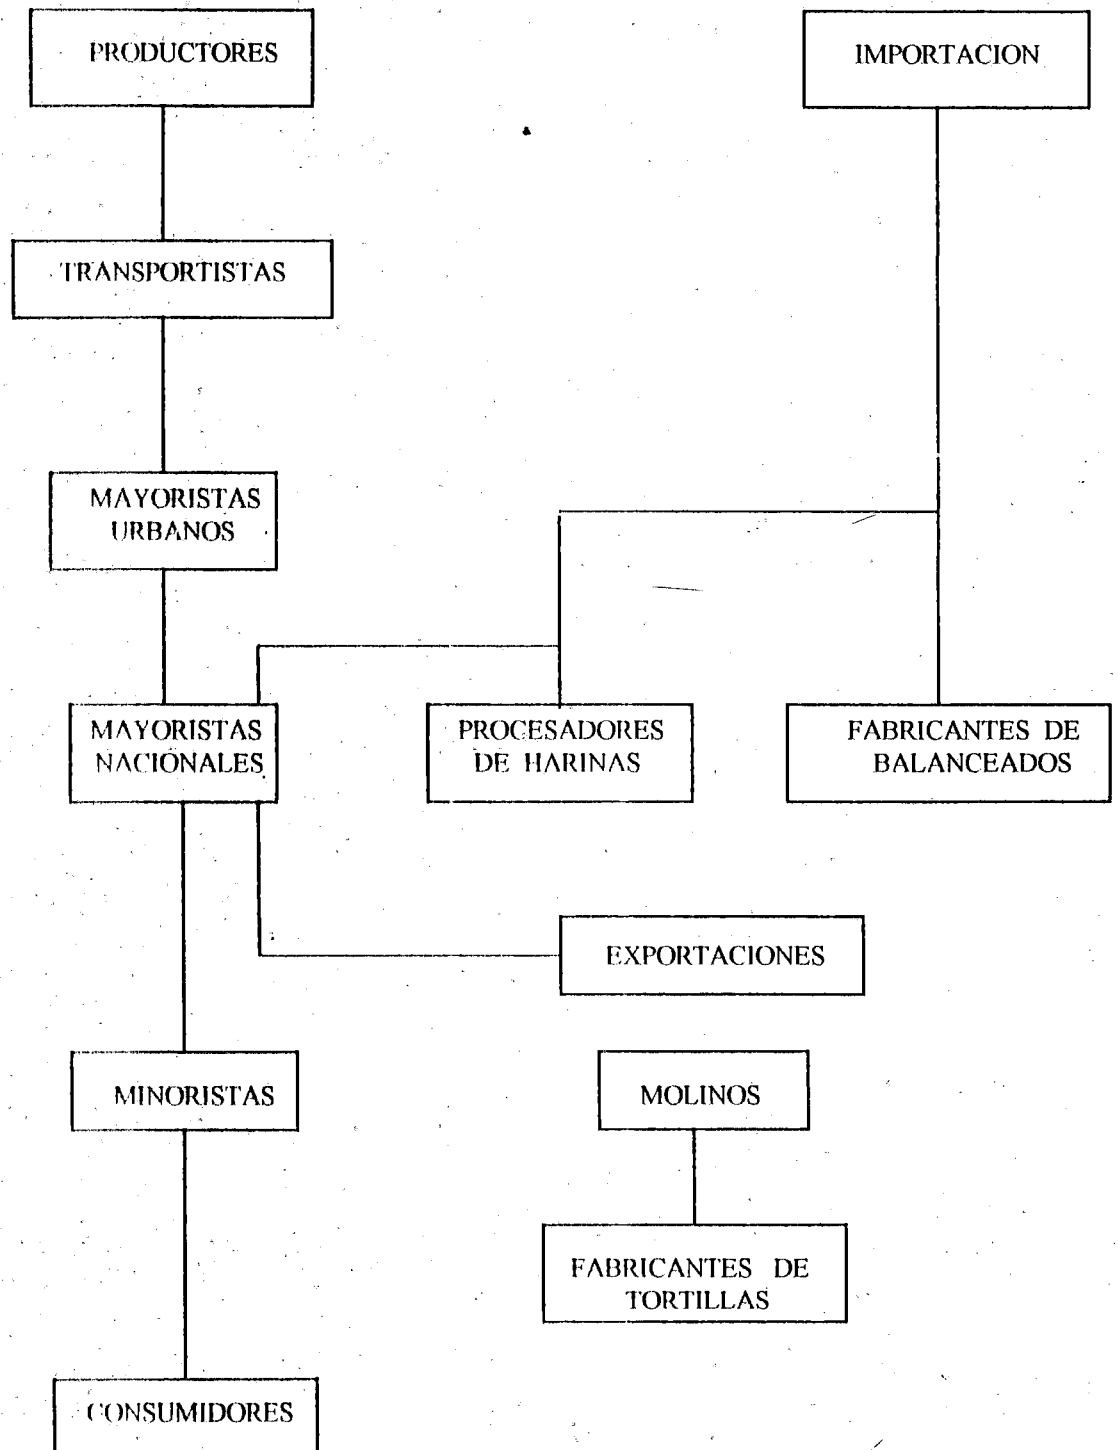 PRODUCTORES
IMPORTACION
TRANSPORTISTAS
MAYORISTAS
URBANOS
MAYORISTAS
NACIONALES
PROCESADORES
DE HARINAS
FABRICANTES DE
BALANCEADOS
EXPORTACIONES
MINORISTAS
MOLINOS
FABRICANTES DE
TORTILLAS
CONSUMIDORES